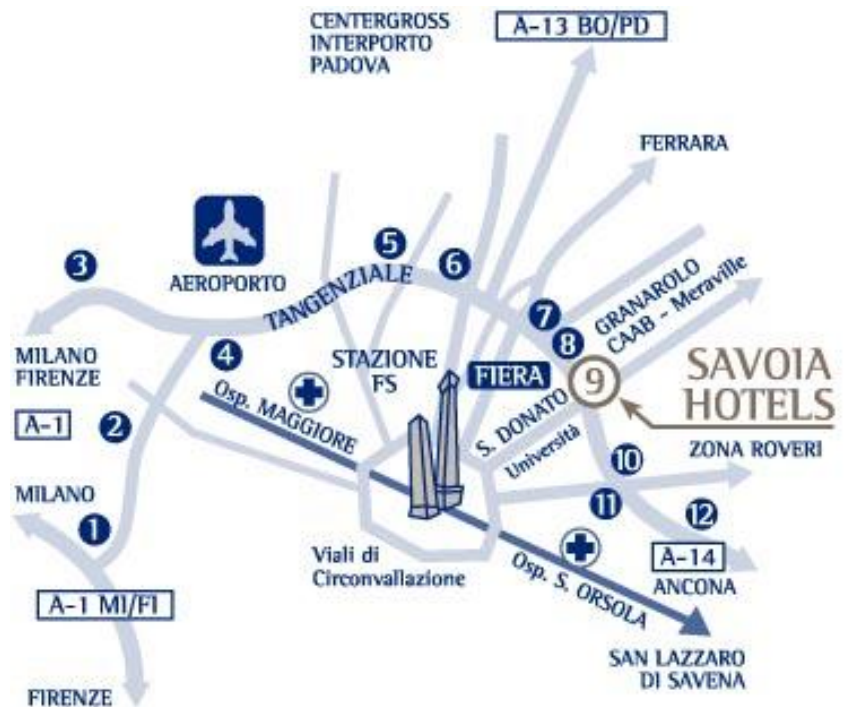 CENTERGROSS
INTERPORTO
PADOVA
A-13 BO/PD
FERRARA
AEROPORTO
TANGENZIALE
3
5
6
7
8
GRANAROLO
CAAB - Meraville
MILANO
FIRENZE
A-1
4
2
STAZIONE
FS
FIERA
9
SAVOIA
HOTELS
Osp. MAGGIORE
S. DONATO
Università
10
ZONA ROVERI
MILANO
1
11
12
Viali di
Circonvallazione
A-14
ANCONA
Osp. S. ORSOLA
A-1 MI/FI
SAN LAZZARO
DI SAVENA
FIRENZE